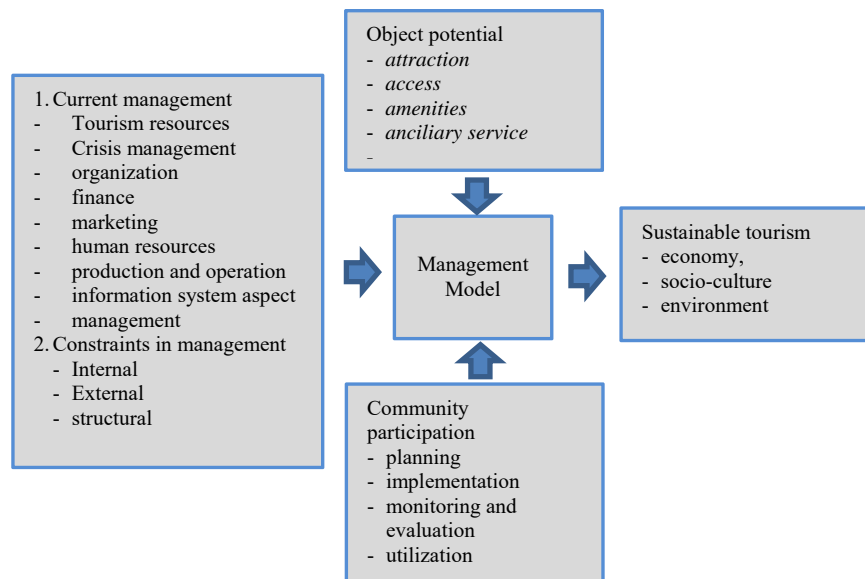 Object potential
- attraction
- access
- amenities
- anciliary service
-
1. Current management
- Tourism resources
- Crisis management
- organization
- finance
- marketing
- human resources
- production and operation
- information system aspect
- management
2. Constraints in management
- Internal
- External
- structural
Management
Model
Sustainable tourism
- economy,
- socio-culture
- environment
Community
participation
- planning
- implementation
- monitoring and
evaluation
- utilization